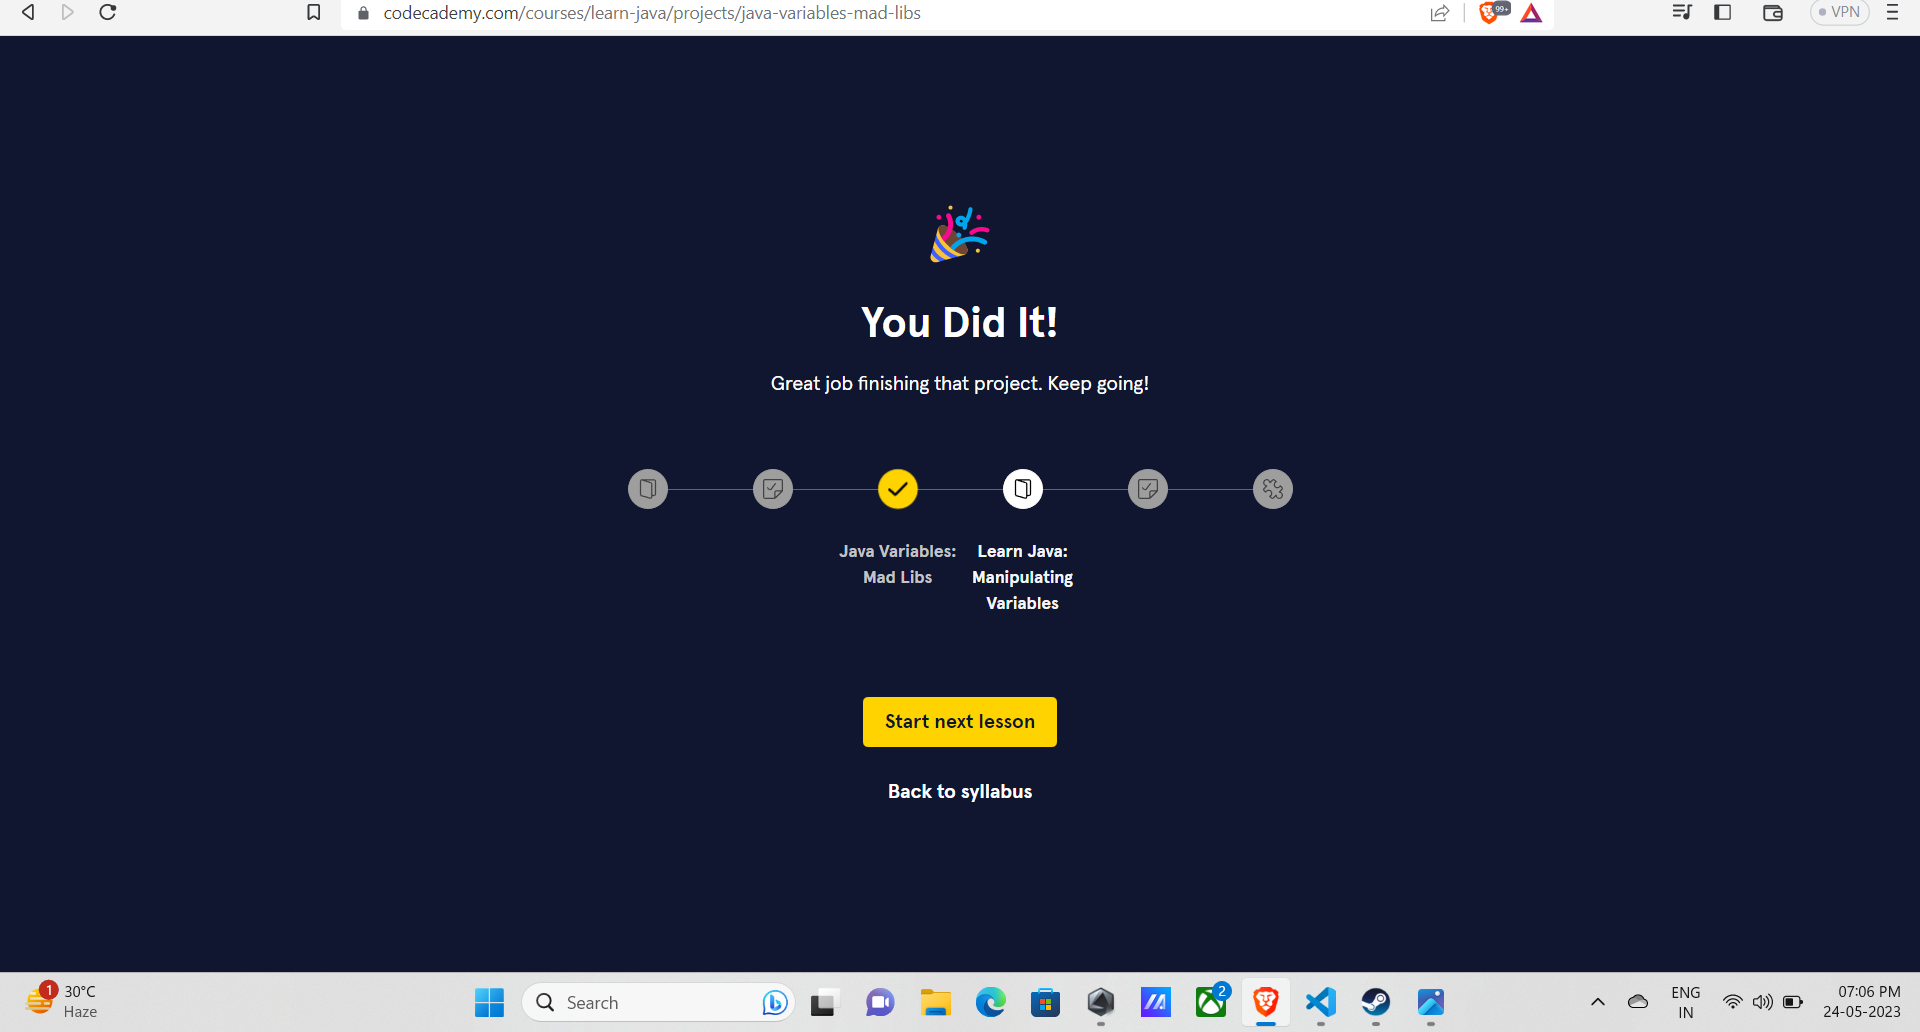 codecademy.com/courses/learn-java/projects/java-variables-mad-libs
99+
VPN
You Did It!
Great job finishing that project. Keep going!
Java Variables:
Mad Libs
Learn Java:
Manipulating
Variables
Start next lesson
Back to syllabus
1
30°C
Haze
Search
2
ENG
IN
07:06 PM
24-05-2023